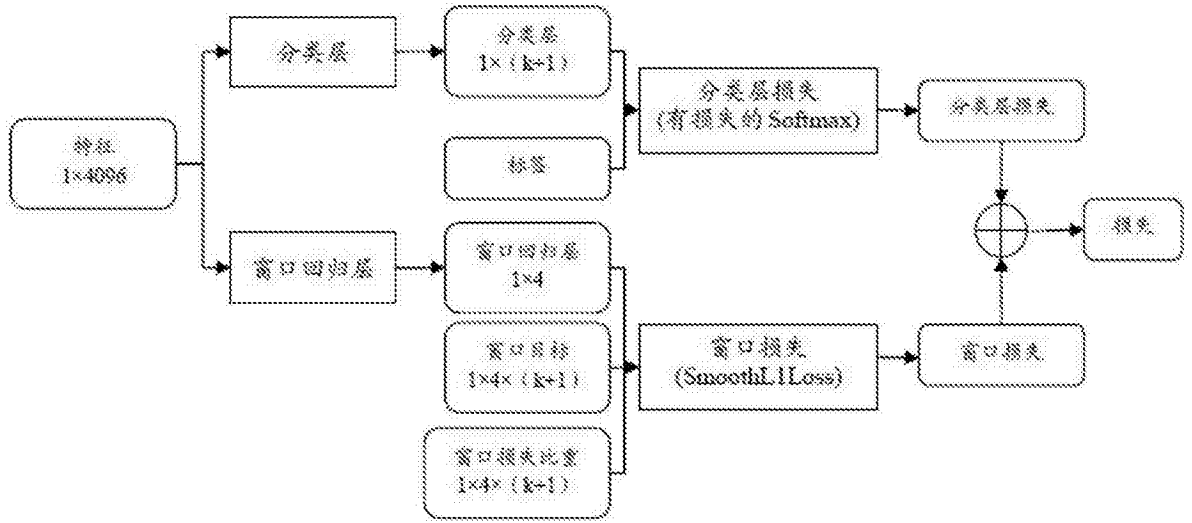 特征
1×4096
分类层
分类层
1×（k+1）
标签
分类层损失
(有损失的 Softmax)
分类层损失
窗口回归层
窗口回归层
1×4
窗口目标
1×4×（k+1）
窗口损失比重
1×4×（k+1）
窗口损失
(SmoothL1Loss)
窗口损失
损失